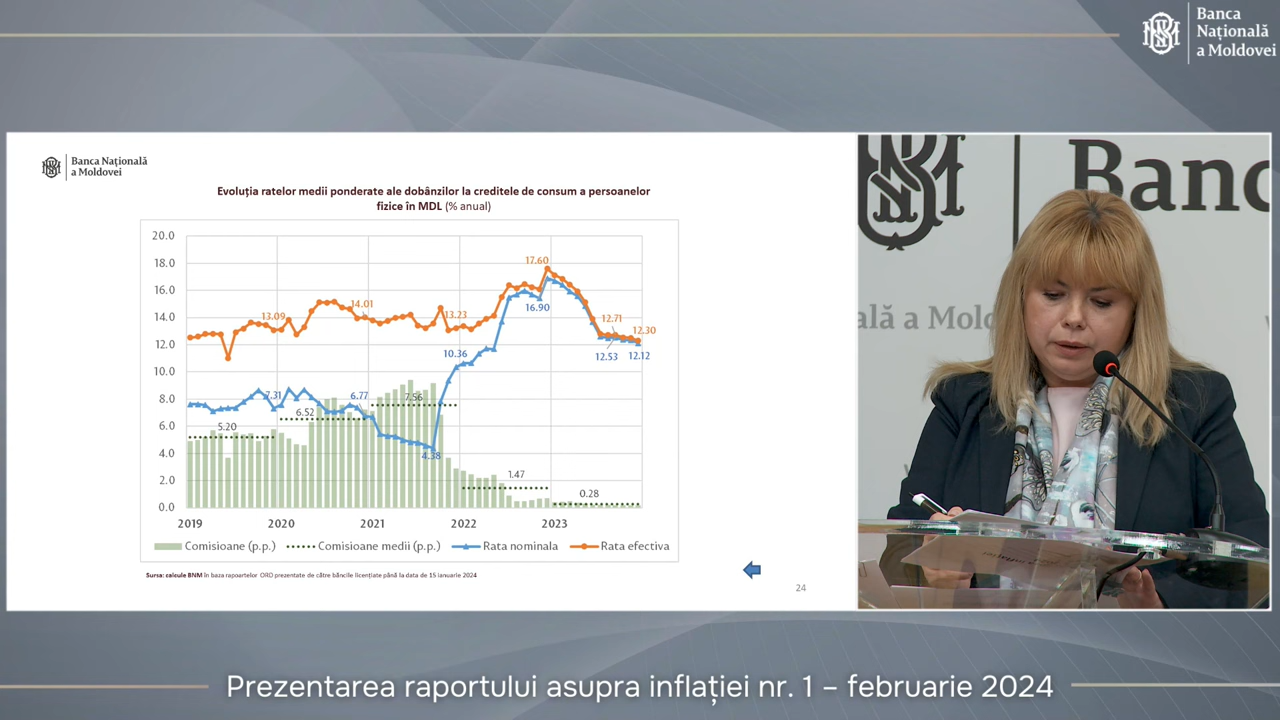 Banca
Națională
a Moldovei
Banca Națională
a Moldovei
Evoluția ratelor medii ponderate ale dobânzilor la creditele de consum a persoanelor
fizice în MDL (% anual)
20.0
18.0
16.0
14.0
12.0
10.0
8.0
6.0
4.0
2.0
0.0
17.60
16.90
14.01
13.09
13.23
12.71
12.30
12.53
12.12
10.36
7.31
6.77
7.56
6.52
5.20
4.38
1.47
0.28
2019
2020
2021
2022
2023
Comisioane (p.p.)
Comisioane medii (p.p.)
Rata nominala
Rata efectiva
Sursa: calcule BNM în baza rapoartelor ORD prezentate de către băncile licențiate până la data de 15 ianuarie 2024
24
Banc
ală a Mold
Prezentarea raportului asupra inflației nr. 1 – februarie 2024